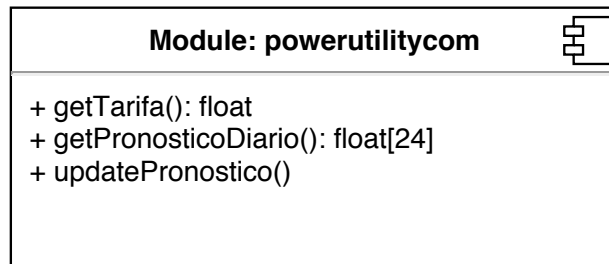 Module: powerutilitycom
+ getTarifa(): float
+ getPronosticoDiario(): float[24]
+ updatePronostico()